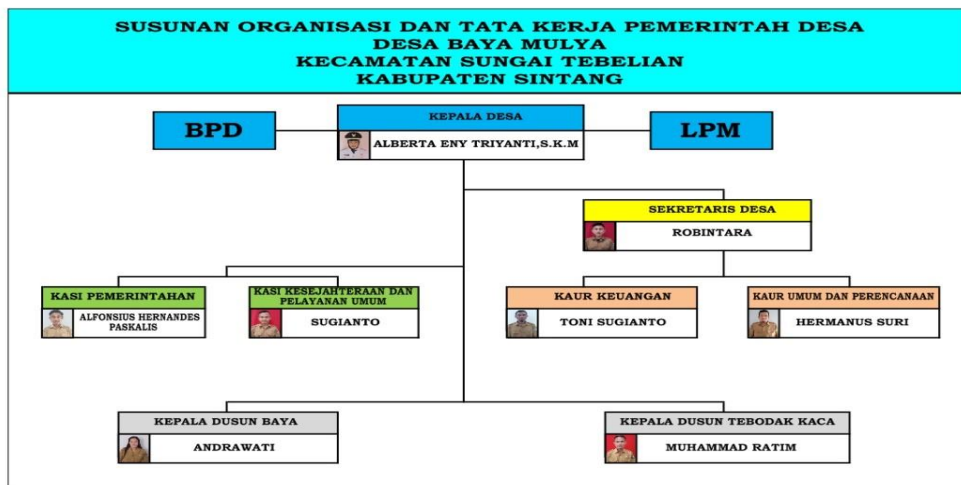 SUSUNAN ORGANISASI DAN TATA KERJA PEMERINTAH DESA
DESA BAYA MULYA
KECAMATAN SUNGAI TEBELIAN
KABUPATEN SINTANG
BPD
KEPALA DESA
ALBERTA ENY TRIYANTI,S.K.M
LPM
SEKRETARIS DESA
ROBINTARA
KASI PEMERINTAHAN
ALFONSIUS HERNANDES
PASKALIS
KASI KESEJAHTERAAN DAN
PELAYANAN UMUM
SUGIANTO
KAUR KEUANGAN
TONI SUGIANTO
KAUR UMUM DAN PERENCANAAN
HERMANUS SURI
KEPALA DUSUN BAYA
ANDRAWATI
KEPALA DUSUN TEBODAK KACA
MUHAMMAD RATIM